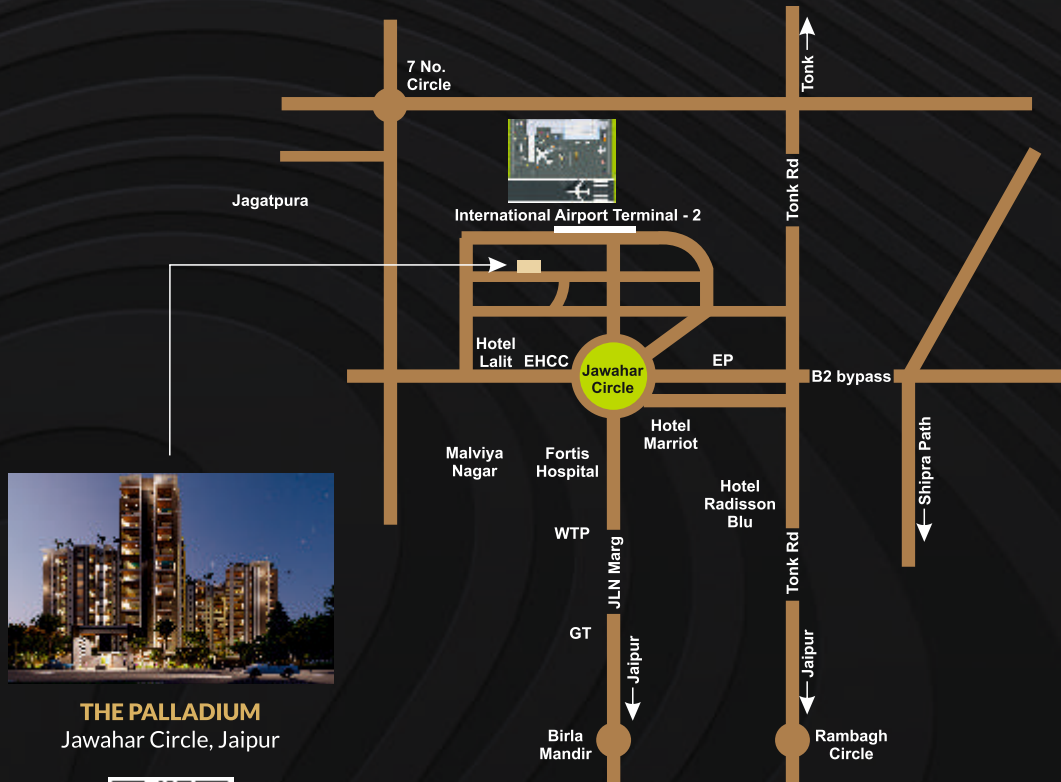 7 No.
Circle
Tonk
Tonk Rd
Jagatpura
International Airport Terminal - 2
Hotel
Lalit
EHCC
Jawahar
Circle
EP
B2 bypass
Hotel
Marriot
Malviya
Nagar
Fortis
Hospital
Shipra Path
Hotel
Radisson
Blu
WTP
JLN Marg
Tonk Rd
GT
Jaipur
Jaipur
THE PALLADIUM
Jawahar Circle, Jaipur
Birla
Mandir
Rambagh
Circle